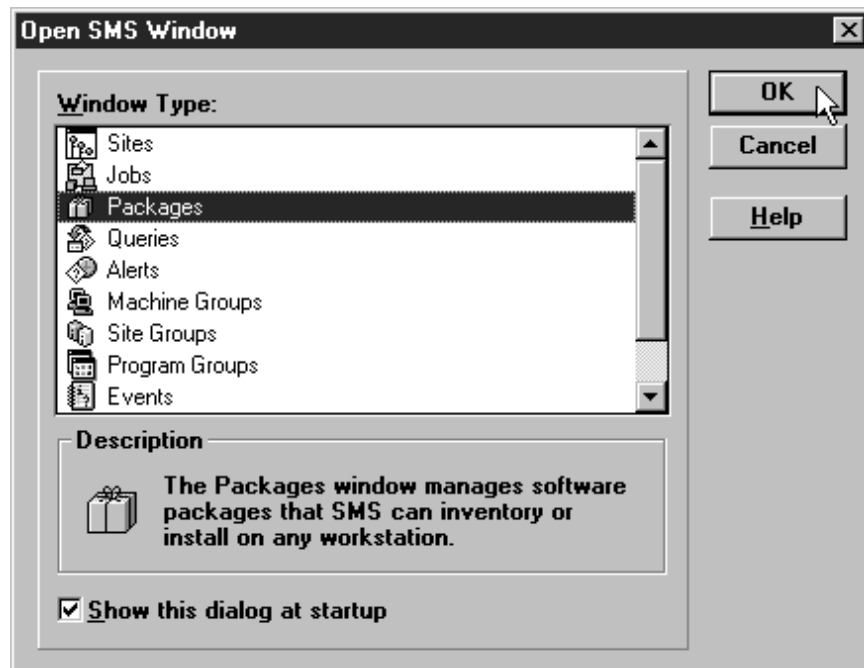 Open SMS Window
Window Type:
Sites
Jobs
Packages
Queries
Alerts
Machine Groups
Site Groups
Program Groups
Events
Description
The Packages window manages software
packages that SMS can inventory or
install on any workstation.
Show this dialog at startup
OK
Cancel
Help